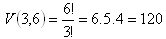 V(3,6) = 6!/3! = 6.5.4 = 120